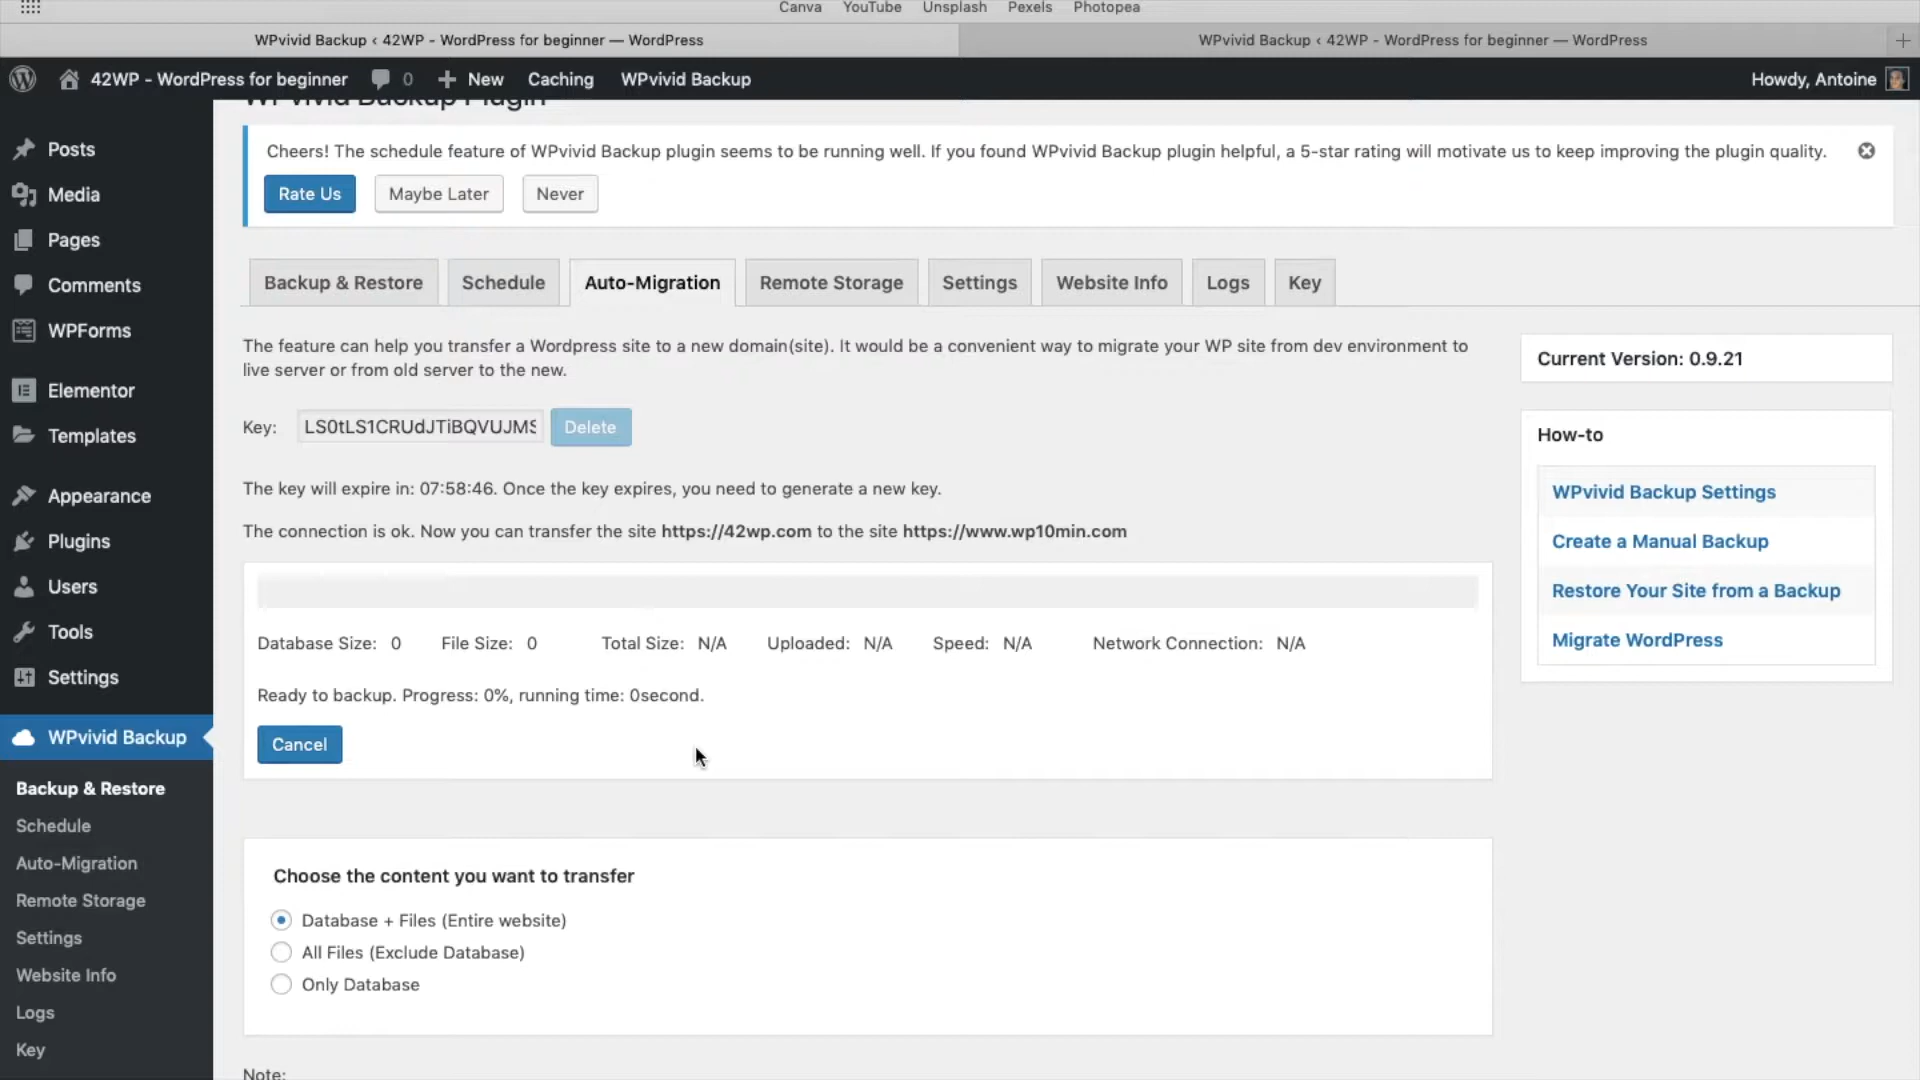 Canva YouTube Unsplash Pexels Photopea
WPvivid Backup ‹ 42WP - WordPress for beginner — WordPress
WPvivid Backup ‹ 42WP - WordPress for beginner — WordPress
42WP - WordPress for beginner 0 New Caching WPvivid Backup Howdy, Antoine
WPvivid Backup Plugin
Cheers! The schedule feature of WPvivid Backup plugin seems to be running well. If you found WPvivid Backup plugin helpful, a 5-star rating will motivate us to keep improving the plugin quality.
Rate Us Maybe Later Never
Posts
Media
Pages
Comments
WPForms
Elementor
Templates
Appearance
Plugins
Users
Tools
Settings
WPvivid Backup
Backup & Restore
Schedule
Auto-Migration
Remote Storage
Settings
Website Info
Logs
Key
Backup & Restore Schedule Auto-Migration Remote Storage Settings Website Info Logs Key
The feature can help you transfer a Wordpress site to a new domain(site). It would be a convenient way to migrate your WP site from dev environment to
live server or from old server to the new.
Key: LS0tLS1CRUdJTiBQVUJMS Delete
The key will expire in: 07:58:46. Once the key expires, you need to generate a new key.
The connection is ok. Now you can transfer the site https://42wp.com to the site https://www.wp10min.com
Database Size: 0 File Size: 0 Total Size: N/A Uploaded: N/A Speed: N/A Network Connection: N/A
Ready to backup. Progress: 0%, running time: 0second.
Cancel
Choose the content you want to transfer
Database + Files (Entire website)
All Files (Exclude Database)
Only Database
Note:
Current Version: 0.9.21
How-to
WPvivid Backup Settings
Create a Manual Backup
Restore Your Site from a Backup
Migrate WordPress